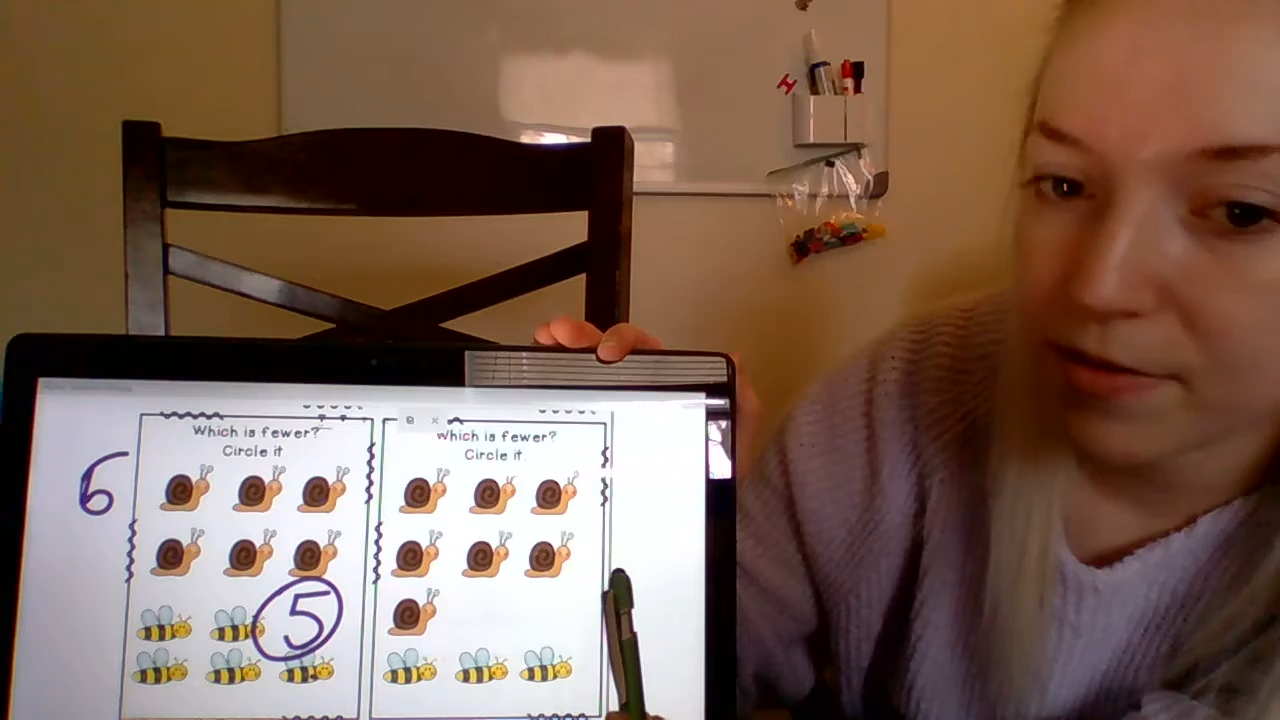 Which is fewer?
Circle it
6
5
Which is fewer?
Circle it.
H